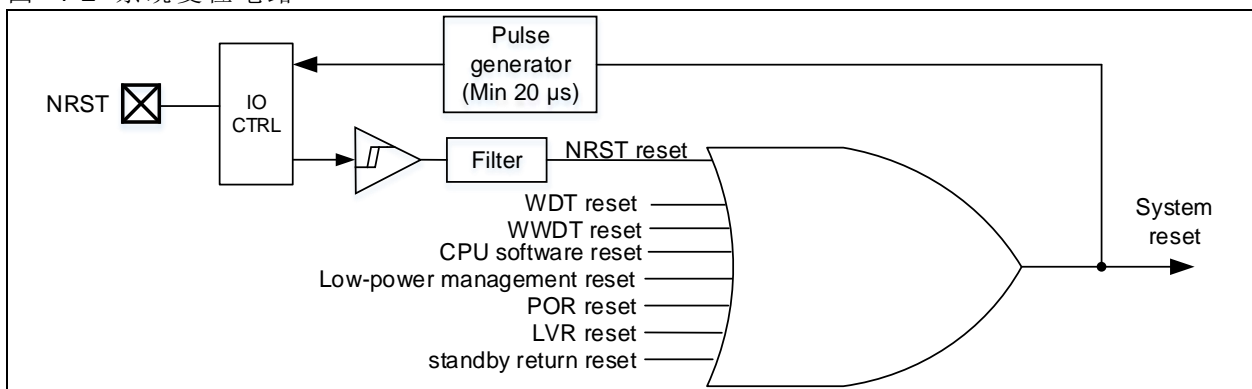 Pulse
generator
(Min 20 µs)
NRST
IO
CTRL
Filter
NRST reset
WDT reset
WWDT reset
CPU software reset
Low-power management reset
POR reset
LVR reset
standby return reset
System
reset